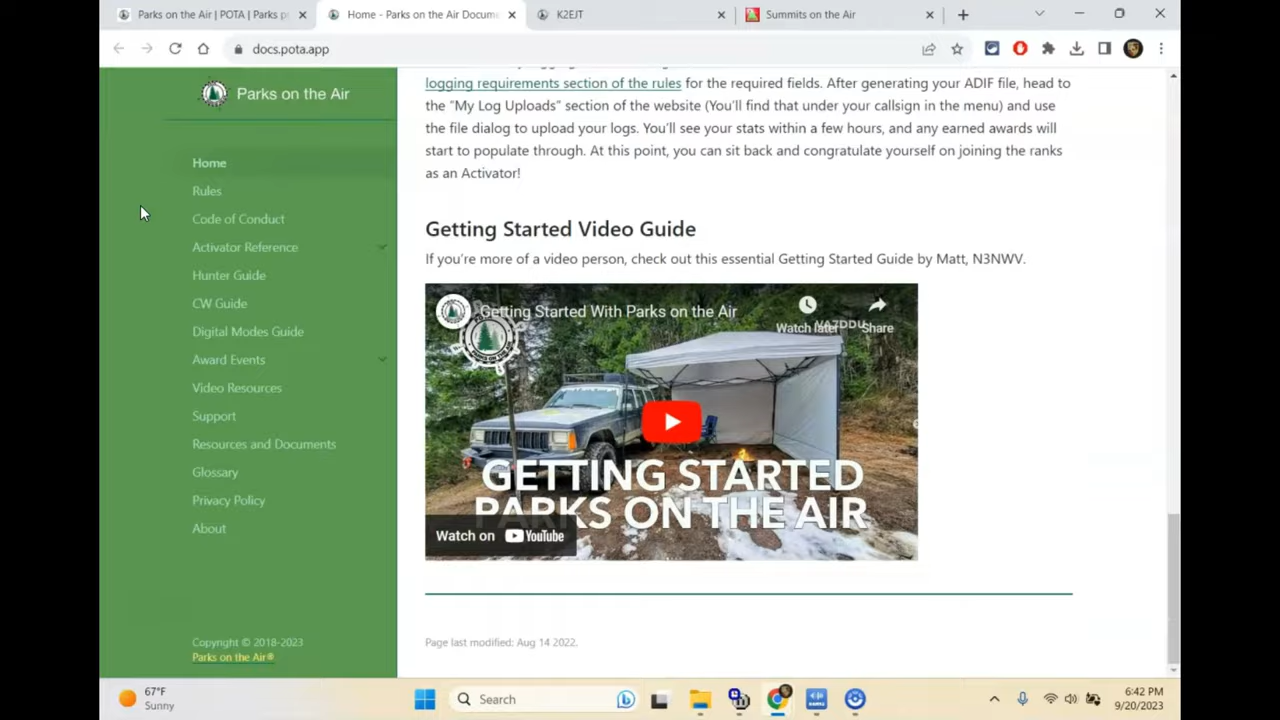 Parks on the Air | POTA | Parks p
Home - Parks on the Air Docume
K2EJT
Summits on the Air
docs.pota.app
Parks on the Air
Home
Rules
Code of Conduct
Activator Reference
Hunter Guide
CW Guide
Digital Modes Guide
Award Events
Video Resources
Support
Resources and Documents
Glossary
Privacy Policy
About
Copyright © 2018-2023
Parks on the Air®
logging requirements section of the rules for the required fields. After generating your ADIF file, head to
the “My Log Uploads” section of the website (You’ll find that under your callsign in the menu) and use
the file dialog to upload your logs. You’ll see your stats within a few hours, and any earned awards will
start to populate through. At this point, you can sit back and congratulate yourself on joining the ranks
as an Activator!
Getting Started Video Guide
If you’re more of a video person, check out this essential Getting Started Guide by Matt, N3NWV.
Getting Started With Parks on the Air
Watch later
Share
GETTING STARTED
PARKS ON THE AIR
Watch on YouTube
Page last modified: Aug 14 2022.
67°F
Sunny
Search
6:42 PM
9/20/2023